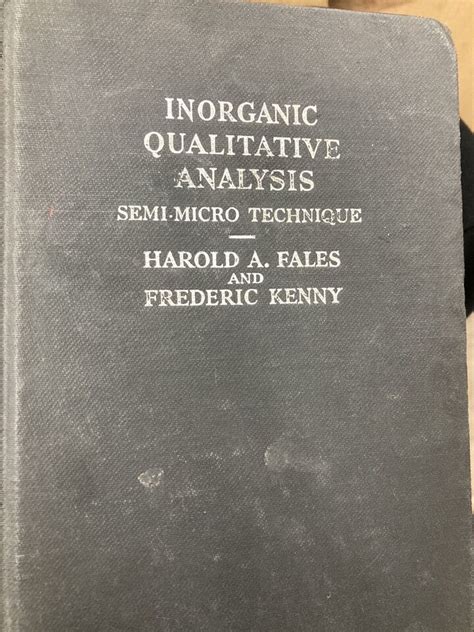 INORGANIC
QUALITATIVE
ANALYSIS
SEMI-MICRO TECHNIQUE
HAROLD A. FALES
AND
FREDERIC KENNY